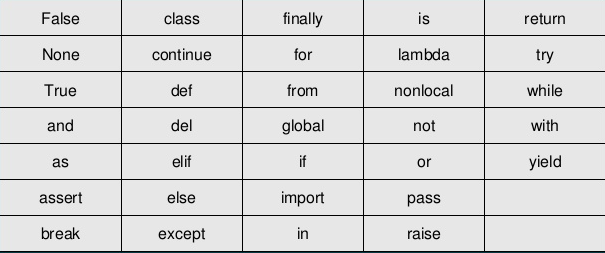 False class finally is return
None continue for lambda try
True def from nonlocal while
and del global not with
as elif if or yield
assert else import pass
break except in raise